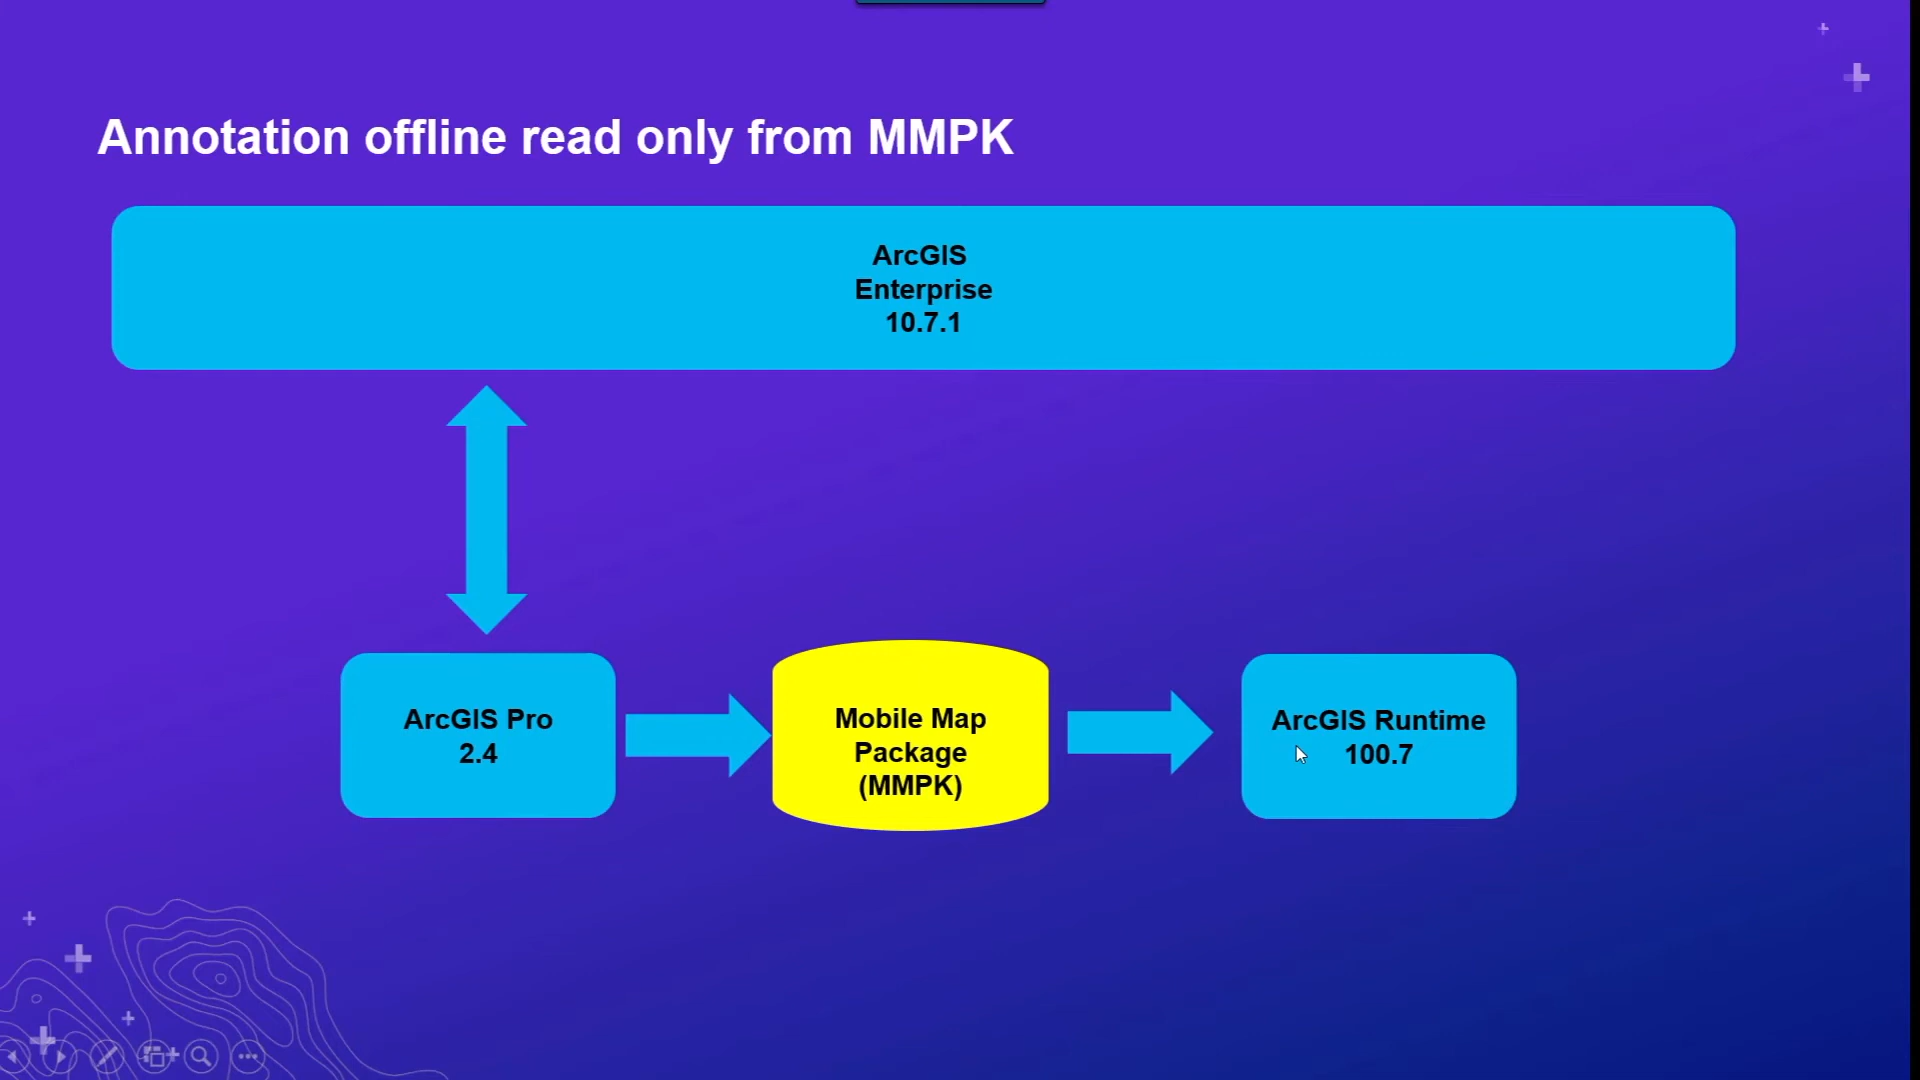 Annotation offline read only from MMPK
ArcGIS
Enterprise
10.7.1
ArcGIS Pro
2.4
Mobile Map
Package
(MMPK)
ArcGIS Runtime
100.7